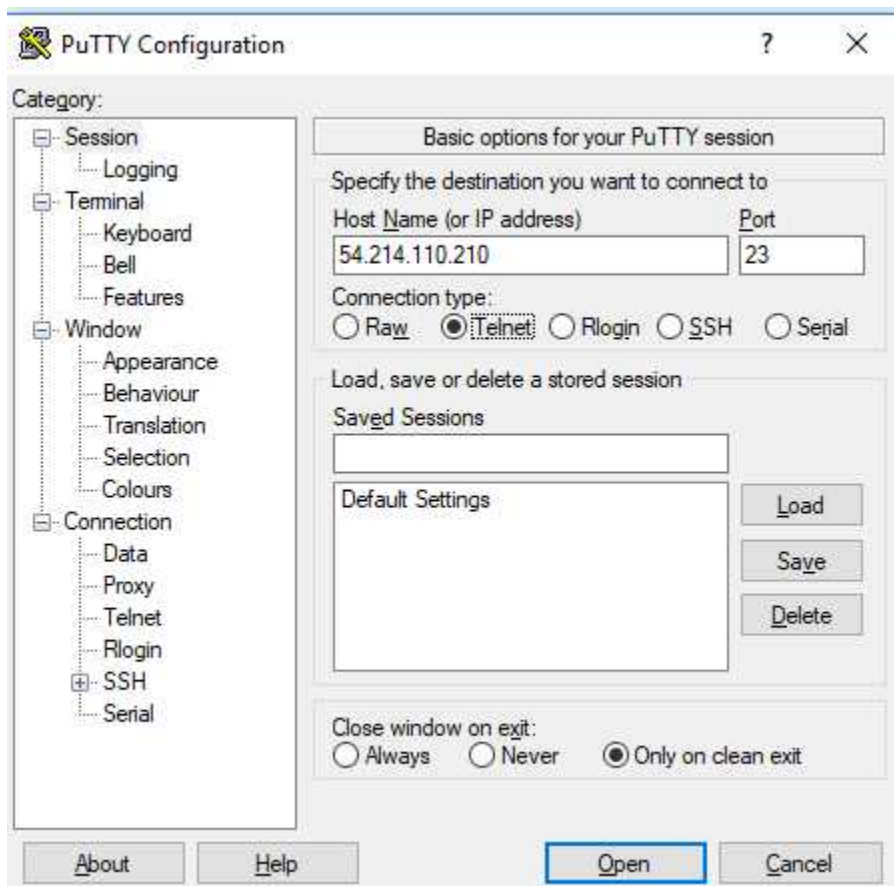 PuTTY Configuration
?
Category:
Session
Logging
Terminal
Keyboard
Bell
Features
Window
Appearance
Behaviour
Translation
Selection
Colours
Connection
Data
Proxy
Telnet
Rlogin
SSH
Serial
Basic options for your PuTTY session
Specify the destination you want to connect to
Host Name (or IP address) Port
54.214.110.210 23
Connection type:
Raw Telnet Rlogin SSH Serial
Load, save or delete a stored session
Saved Sessions
Default Settings
Load
Save
Delete
Close window on exit:
Always Never Only on clean exit
About Help Open Cancel